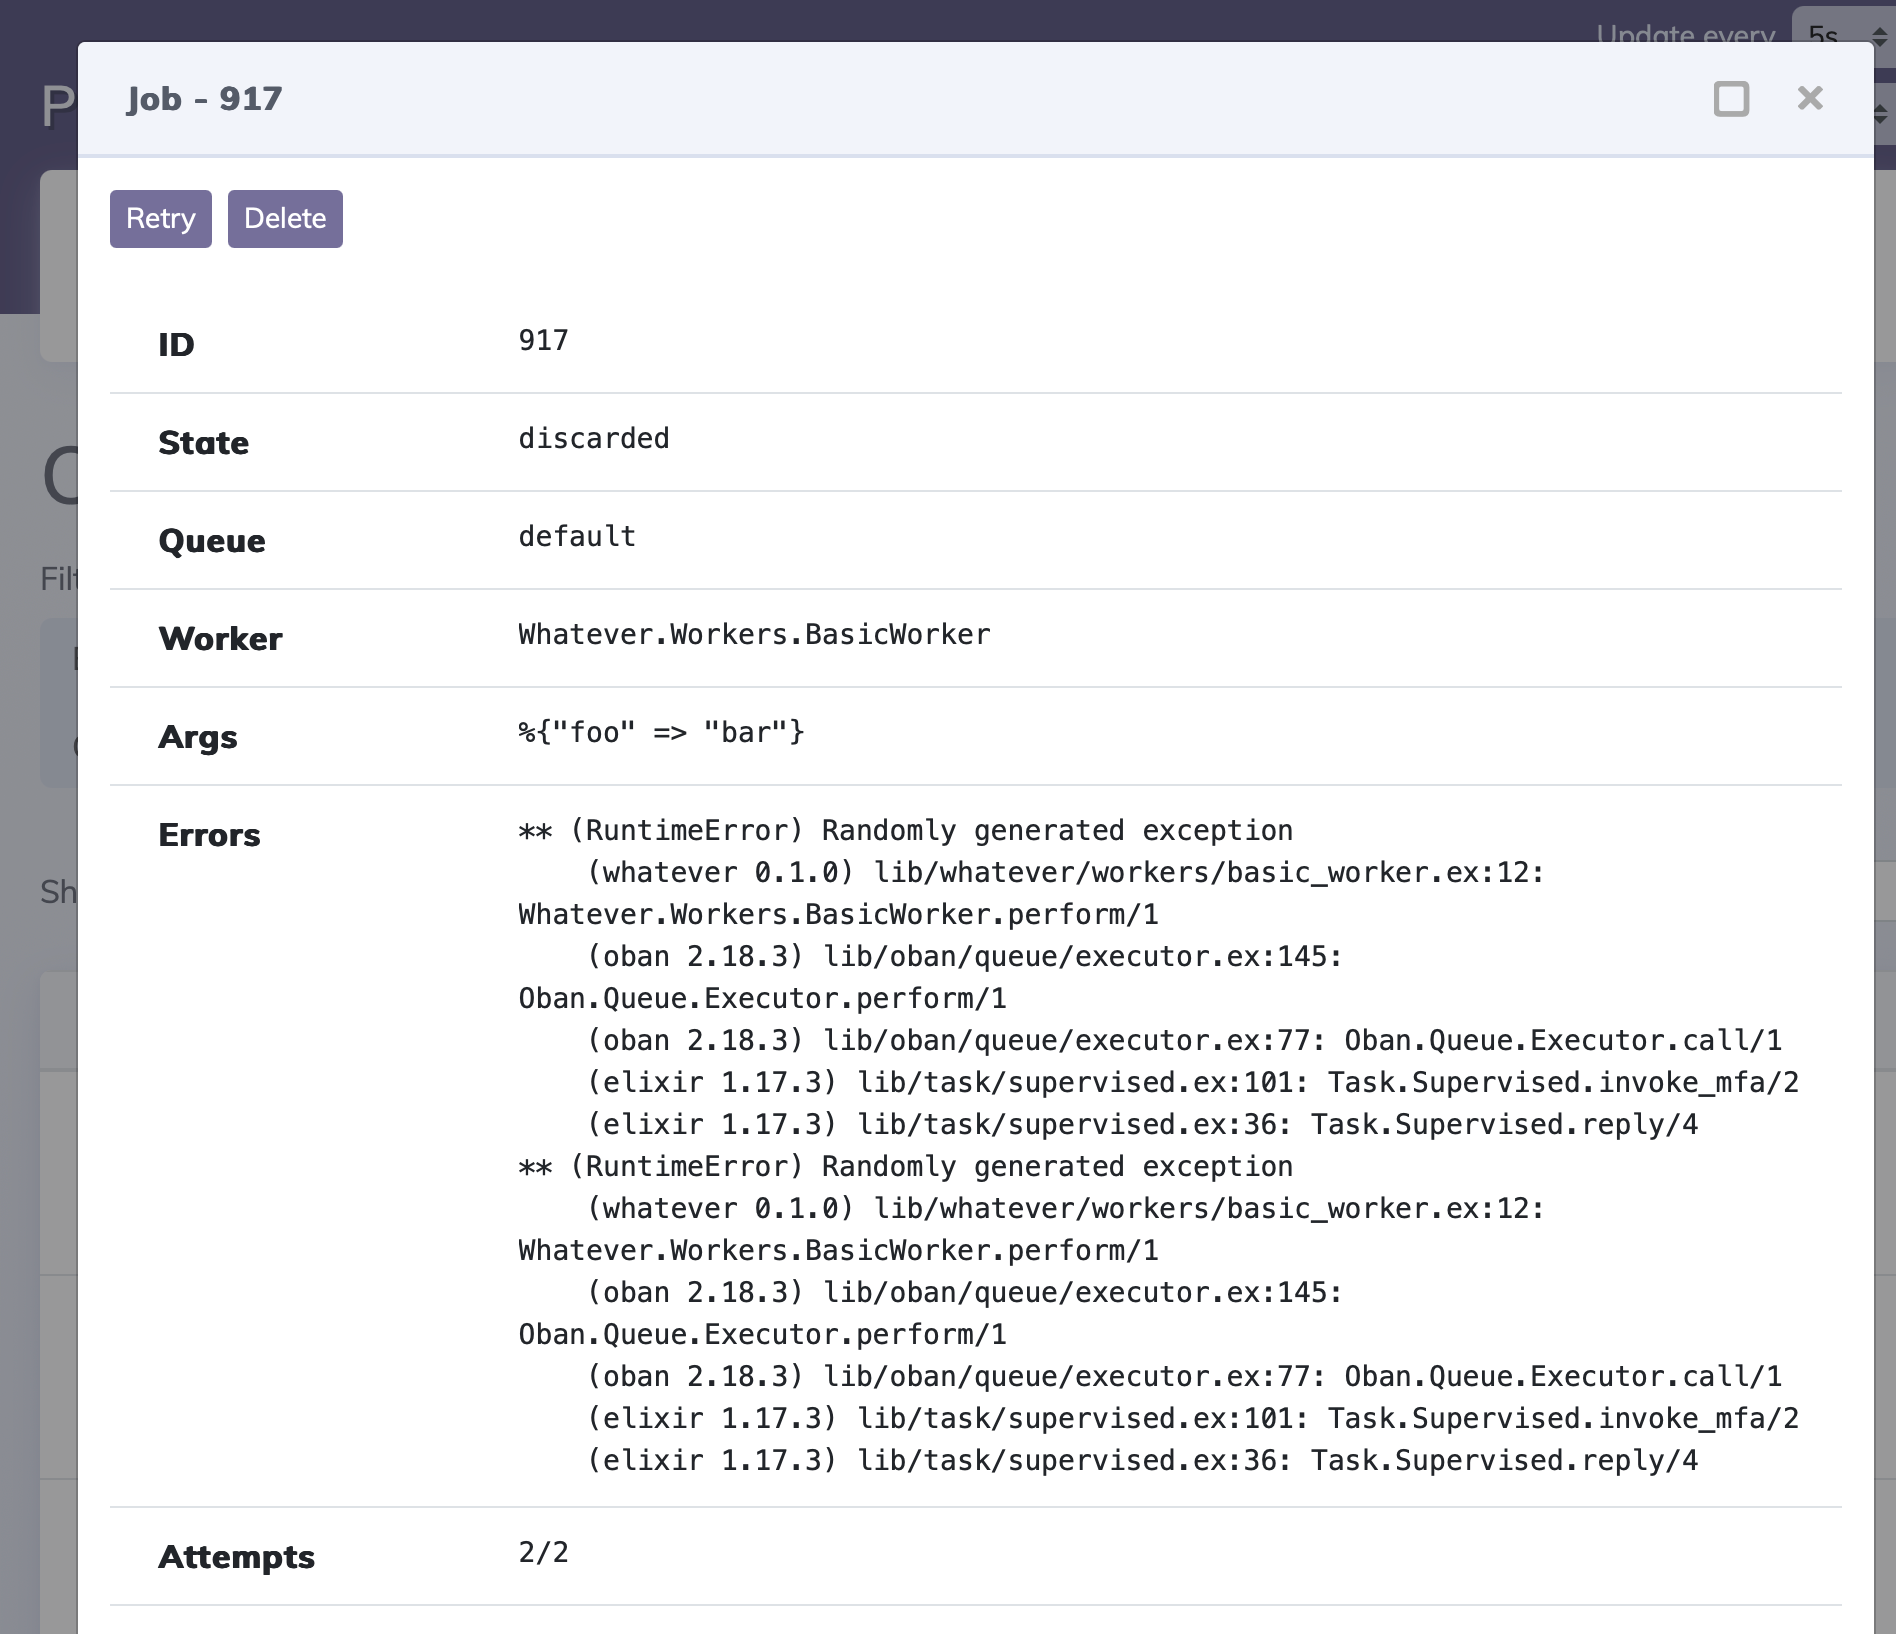 Update every 5s
Job - 917
Retry Delete
ID 917
State discarded
Queue default
Worker Whatever.Workers.BasicWorker
Args %{"foo" => "bar"}
Errors ** (RuntimeError) Randomly generated exception
(whatever 0.1.0) lib/whatever/workers/basic_worker.ex:12:
Whatever.Workers.BasicWorker.perform/1
(oban 2.18.3) lib/oban/queue/executor.ex:145:
Oban.Queue.Executor.perform/1
(oban 2.18.3) lib/oban/queue/executor.ex:77: Oban.Queue.Executor.call/1
(elixir 1.17.3) lib/task/supervised.ex:101: Task.Supervised.invoke_mfa/2
(elixir 1.17.3) lib/task/supervised.ex:36: Task.Supervised.reply/4
** (RuntimeError) Randomly generated exception
(whatever 0.1.0) lib/whatever/workers/basic_worker.ex:12:
Whatever.Workers.BasicWorker.perform/1
(oban 2.18.3) lib/oban/queue/executor.ex:145:
Oban.Queue.Executor.perform/1
(oban 2.18.3) lib/oban/queue/executor.ex:77: Oban.Queue.Executor.call/1
(elixir 1.17.3) lib/task/supervised.ex:101: Task.Supervised.invoke_mfa/2
(elixir 1.17.3) lib/task/supervised.ex:36: Task.Supervised.reply/4
Attempts 2/2